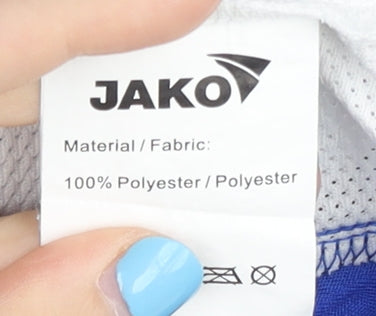 JAKO
Material / Fabric:
100% Polyester / Polyester